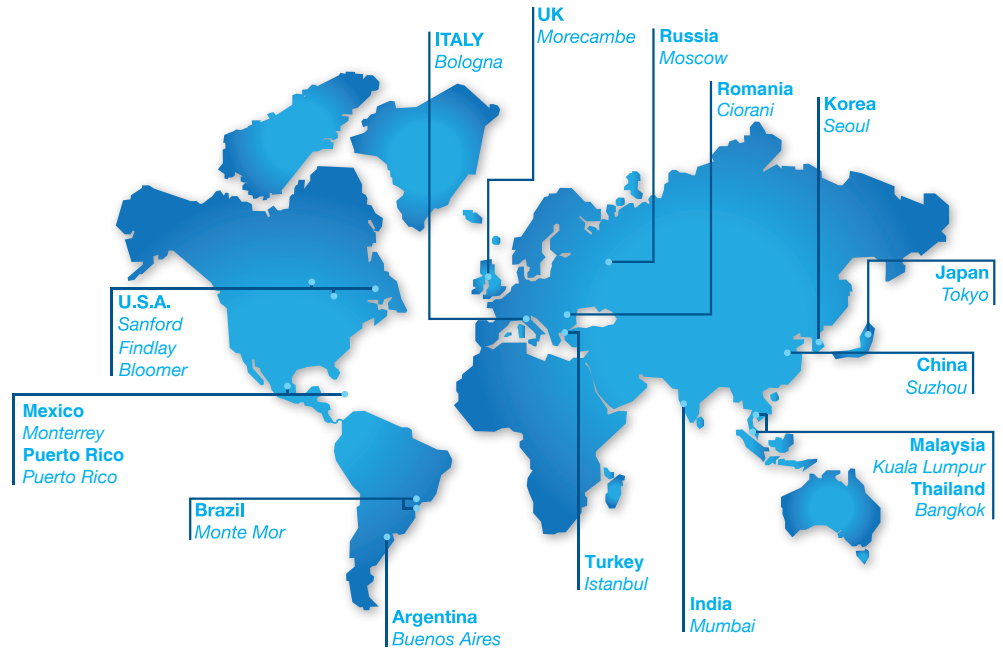 UK
Morecambe
ITALY
Bologna
Russia
Moscow
Romania
Ciorani
Korea
Seoul
Japan
Tokyo
U.S.A.
Sanford
Findlay
Bloomer
China
Suzhou
Mexico
Monterrey
Puerto Rico
Puerto Rico
Malaysia
Kuala Lumpur
Thailand
Bangkok
Brazil
Monte Mor
Turkey
Istanbul
India
Mumbai
Argentina
Buenos Aires